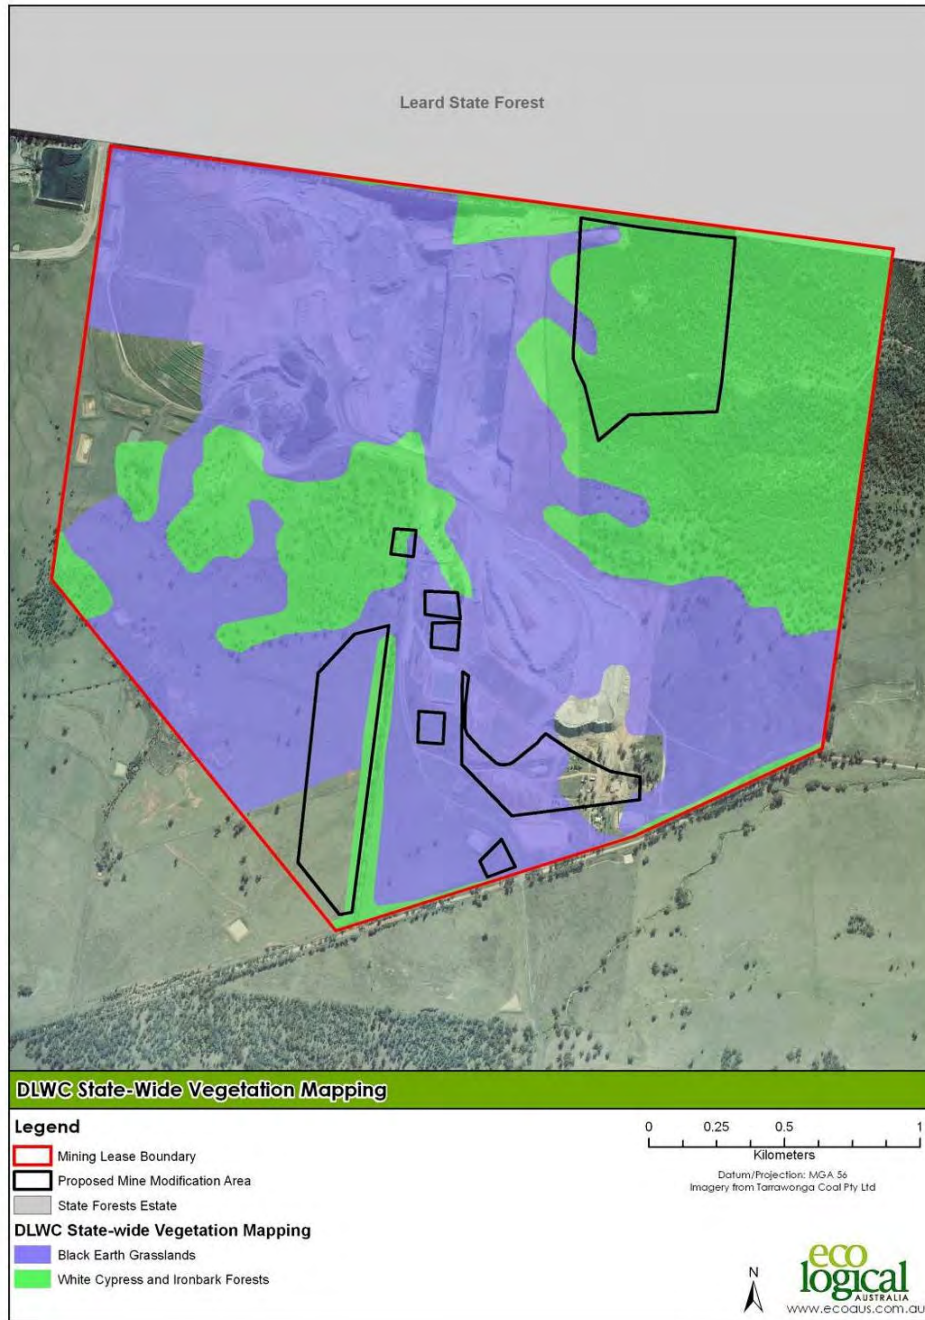 Leard State Forest
DLWC State-Wide Vegetation Mapping
Legend
Mining Lease Boundary
Proposed Mine Modification Area
State Forests Estate
DLWC State-wide Vegetation Mapping
Black Earth Grasslands
White Cypress and Ironbark Forests
0 0.25 0.5 1
Kilometers
Datum/Projection: MGA 56
Imagery from Tarrawonga Coal Pty Ltd
N
eco
logical
AUSTRALIA
www.ecoaus.com.au